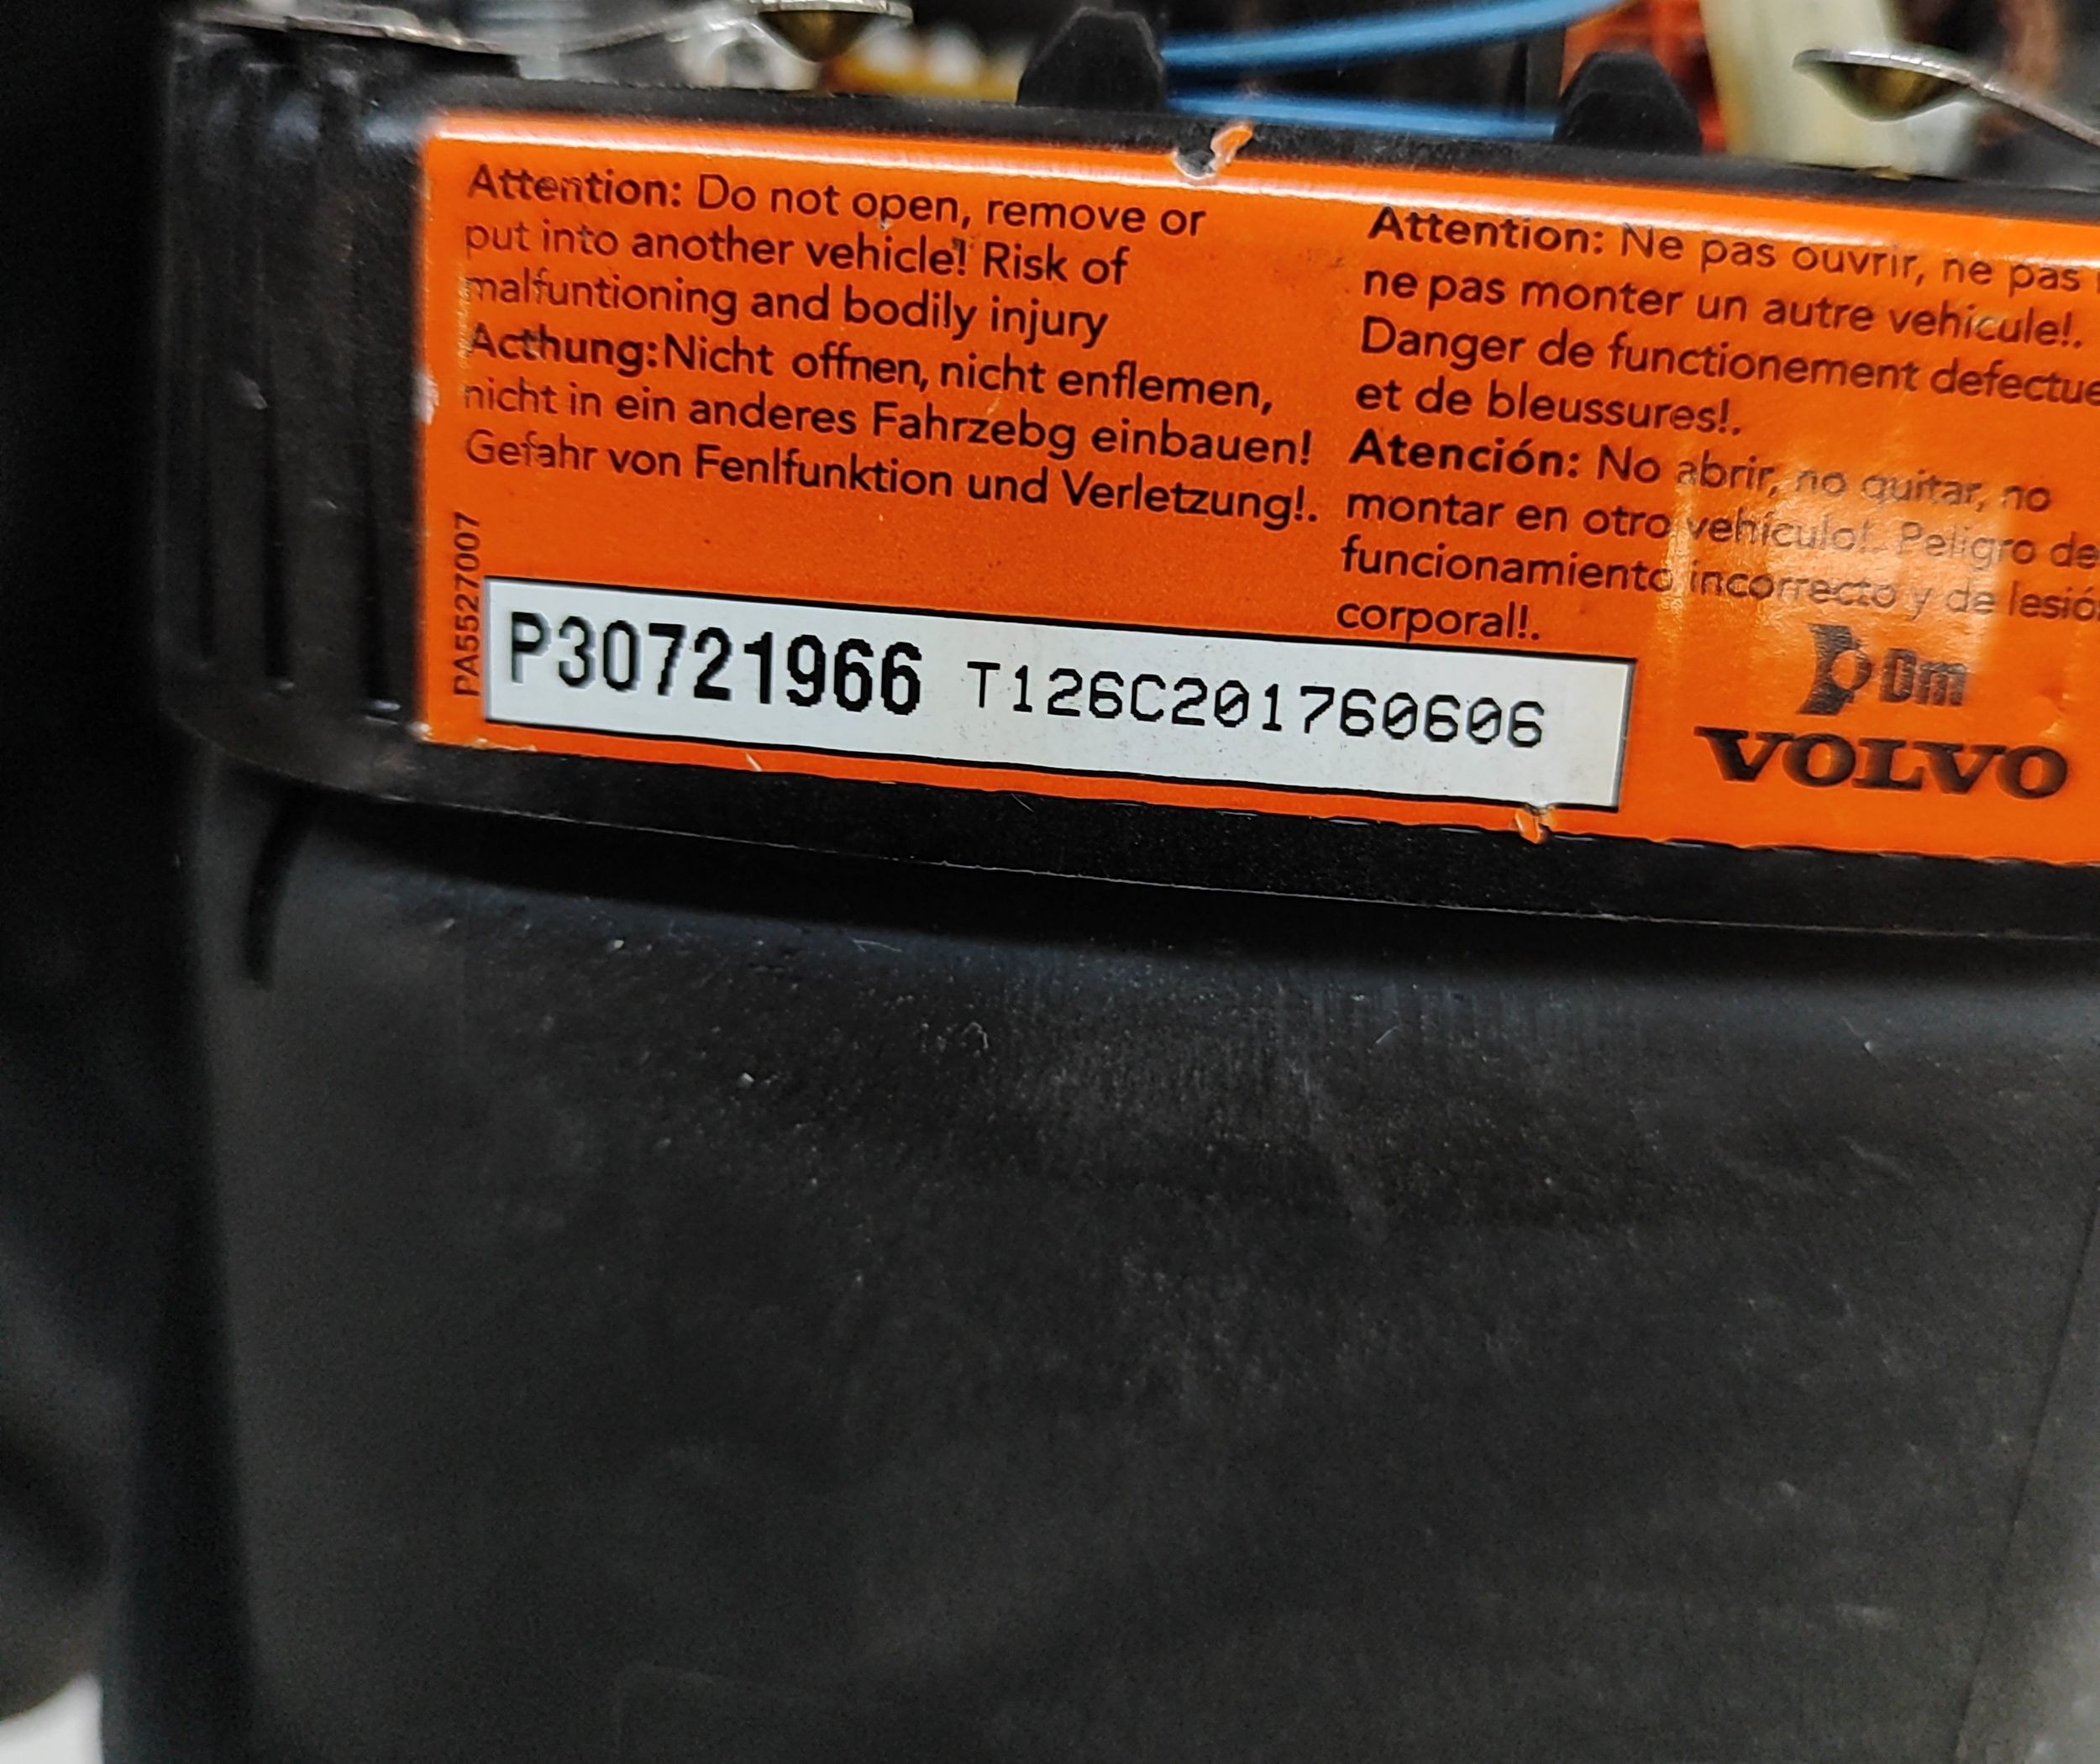 Attention: Do not open, remove or
put into another vehicle! Risk of
malfuntioning and bodily injury
Acthung:Nicht offnen, nicht enflemen,
nicht in ein anderes Fahrzebg einbauen!
Gefahr von Fenlfunktion und Verletzung!.
Attention: Ne pas ouvrir, ne pas
ne pas monter un autre vehicule!.
Danger de functionement defectue
et de bleussures!.
Atención: No abrir, no quitar, no
montar en otro vehículo! Peligro de
funcionamiento incorrecto y de lesió
corporal!.
PA5527007
P30721966 T126C201760606
Dm
VOLVO